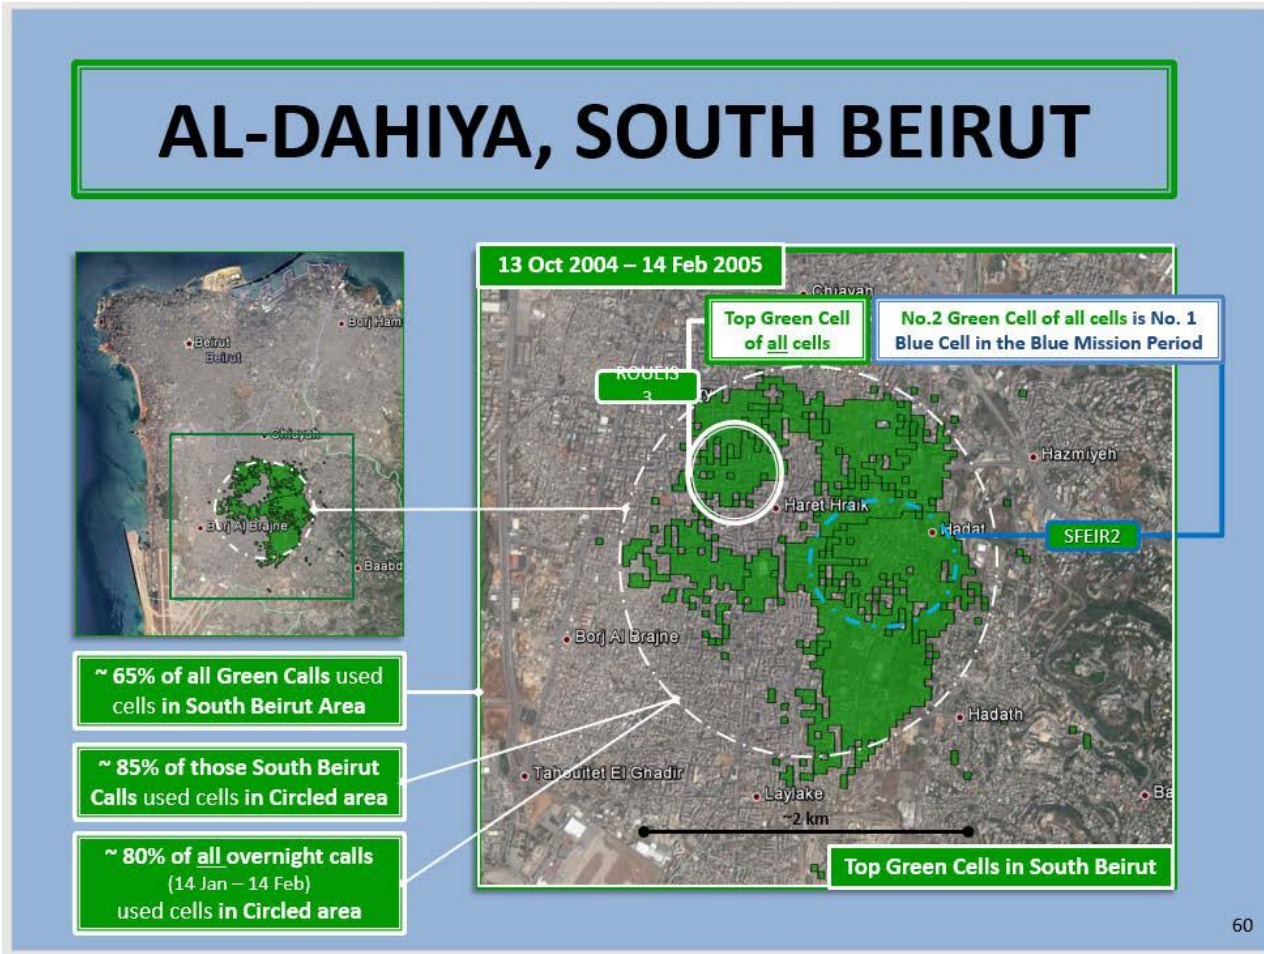 AL-DAHIYA, SOUTH BEIRUT
Borj Ham
Beirut
Beirut
Chiayah
Borj Al Brajne
Baabd
~ 65% of all Green Calls used
cells in South Beirut Area
~ 85% of those South Beirut
Calls used cells in Circled area
~ 80% of all overnight calls
(14 Jan – 14 Feb)
used cells in Circled area
13 Oct 2004 – 14 Feb 2005
Chiayah
Top Green Cell
of all cells
No.2 Green Cell of all cells is No. 1
Blue Cell in the Blue Mission Period
ROUEIS
3
Hazmiyeh
Haret Hraik
Hadat
SFEIR2
Borj Al Brajne
Hadath
Tahouitet El Ghadir
Laylake
Ba
~2 km
Top Green Cells in South Beirut
60